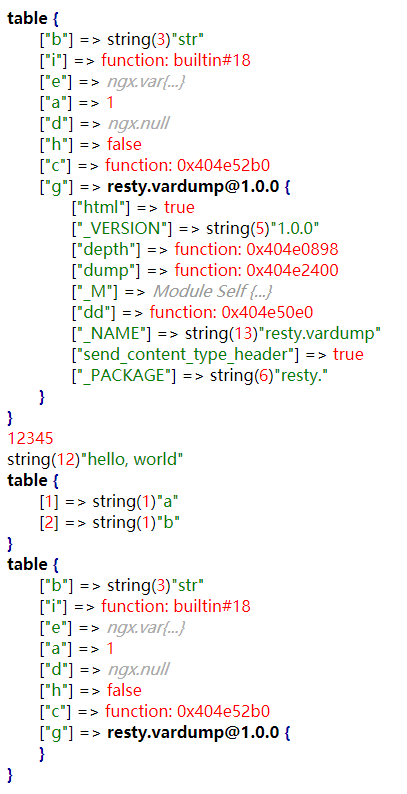 table {
["b"] => string(3)"str"
["i"] => function: builtin#18
["e"] => ngx.var{...}
["a"] => 1
["d"] => ngx.null
["h"] => false
["c"] => function: 0x404e52b0
["g"] => resty.vardump@1.0.0 {
["html"] => true
["_VERSION"] => string(5)"1.0.0"
["depth"] => function: 0x404e0898
["dump"] => function: 0x404e2400
["_M"] => Module Self {...}
["dd"] => function: 0x404e50e0
["_NAME"] => string(13)"resty.vardump"
["send_content_type_header"] => true
["_PACKAGE"] => string(6)"resty."
}
}
12345
string(12)"hello, world"
table {
[1] => string(1)"a"
[2] => string(1)"b"
}
table {
["b"] => string(3)"str"
["i"] => function: builtin#18
["e"] => ngx.var{...}
["a"] => 1
["d"] => ngx.null
["h"] => false
["c"] => function: 0x404e52b0
["g"] => resty.vardump@1.0.0 {
}
}